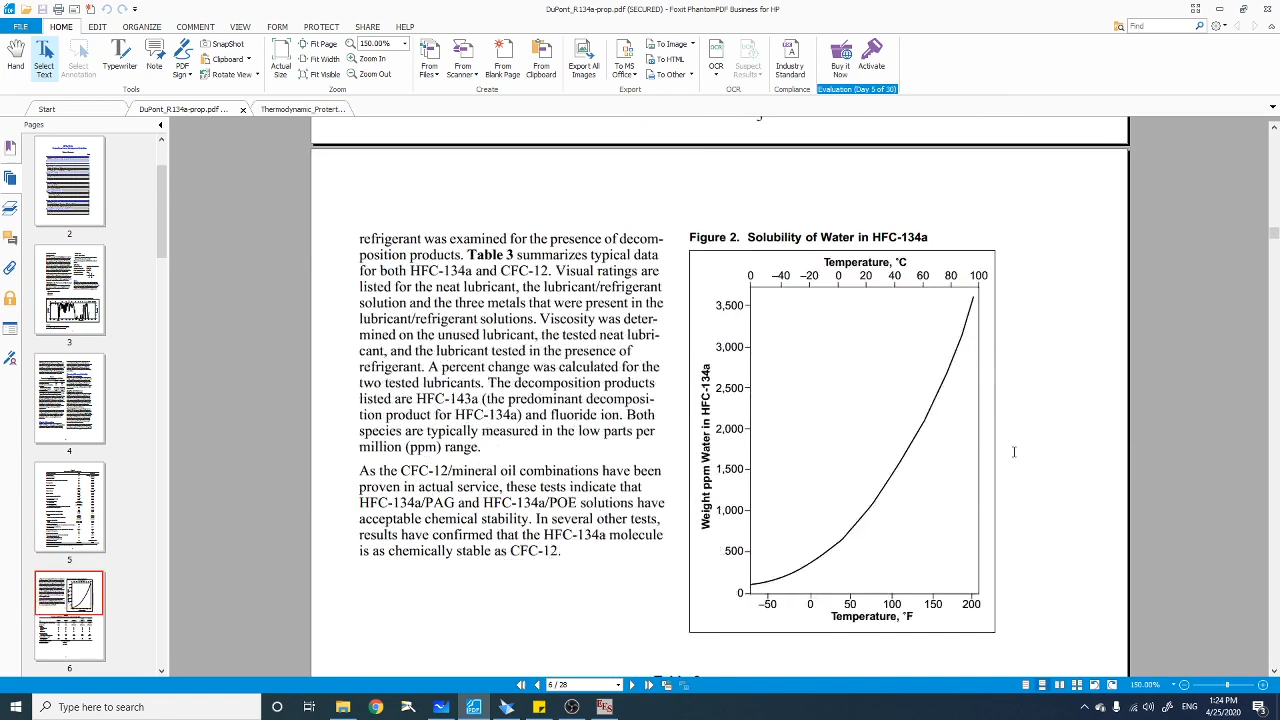 DuPont_R134a-prop.pdf (SECURED) - Foxit PhantomPDF Business for HP
FILE HOME EDIT ORGANIZE COMMENT VIEW FORM PROTECT SHARE HELP
Find
Hand
Select Text
Select Annotation
Typewriter
Note
PDF Sign
SnapShot
Clipboard
Rotate View
Tools
Actual Size
Fit Page
Fit Width
Fit Visible
150.00%
Zoom In
Zoom Out
Zoom
From Files
From Scanner
From Blank Page
From Clipboard
Create
Export All Images
To MS Office
To Image
To HTML
To Other
Export
OCR
Suspect Results
OCR
Industry Standard
Compliance
Buy it Now
Activate
Evaluation (Day 5 of 30)
Start
DuPont_R134a-prop.pdf ...
Thermodynamic_Protert...
Pages
2
3
4
5
6
refrigerant was examined for the presence of decom-
position products. Table 3 summarizes typical data
for both HFC-134a and CFC-12. Visual ratings are
listed for the neat lubricant, the lubricant/refrigerant
solution and the three metals that were present in the
lubricant/refrigerant solutions. Viscosity was deter-
mined on the unused lubricant, the tested neat lubri-
cant, and the lubricant tested in the presence of
refrigerant. A percent change was calculated for the
two tested lubricants. The decomposition products
listed are HFC-143a (the predominant decomposi-
tion product for HFC-134a) and fluoride ion. Both
species are typically measured in the low parts per
million (ppm) range.
As the CFC-12/mineral oil combinations have been
proven in actual service, these tests indicate that
HFC-134a/PAG and HFC-134a/POE solutions have
acceptable chemical stability. In several other tests,
results have confirmed that the HFC-134a molecule
is as chemically stable as CFC-12.
Figure 2. Solubility of Water in HFC-134a
Temperature, °C
0 –40 –20 0 20 40 60 80 100
3,500
3,000
2,500
2,000
1,500
1,000
500
0
Weight ppm Water in HFC-134a
–50 0 50 100 150 200
Temperature, °F
6 / 28
150.00%
Type here to search
ENG
1:24 PM
4/25/2020